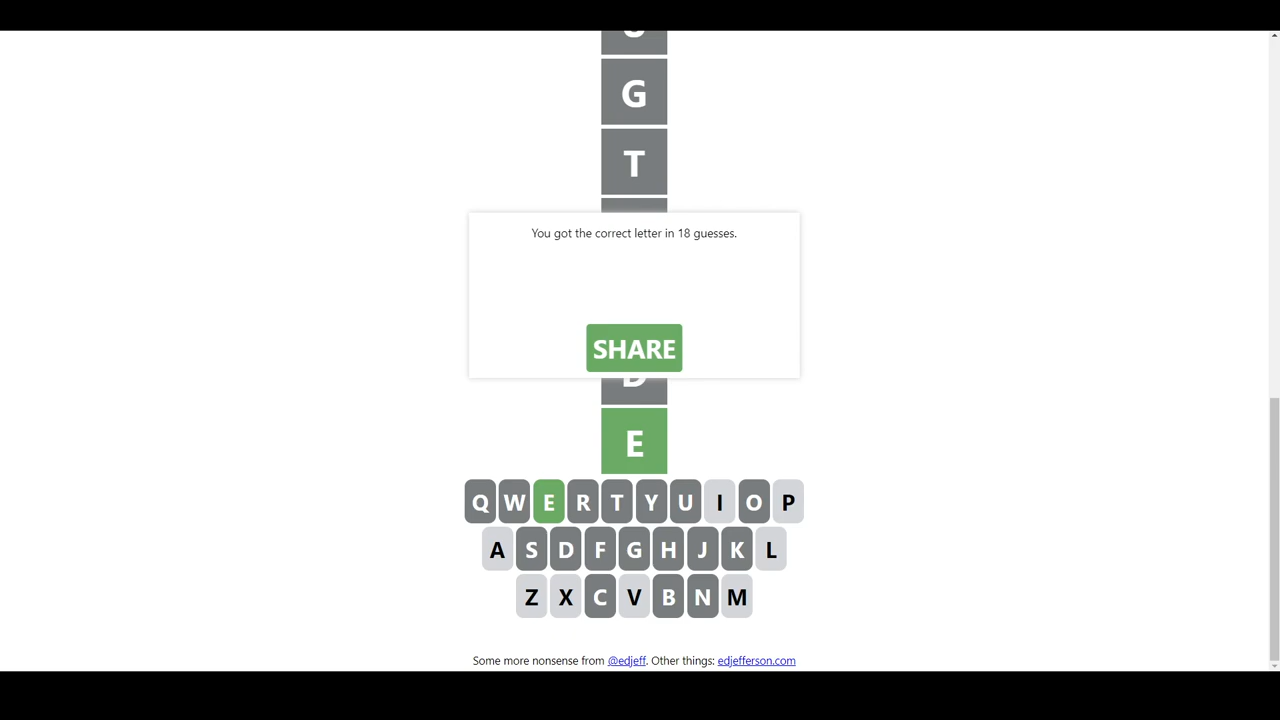 G
T
You got the correct letter in 18 guesses.
SHARE
D
E
Q W E R T Y U I O P
A S D F G H J K L
Z X C V B N M
Some more nonsense from @edjeff. Other things: edjefferson.com